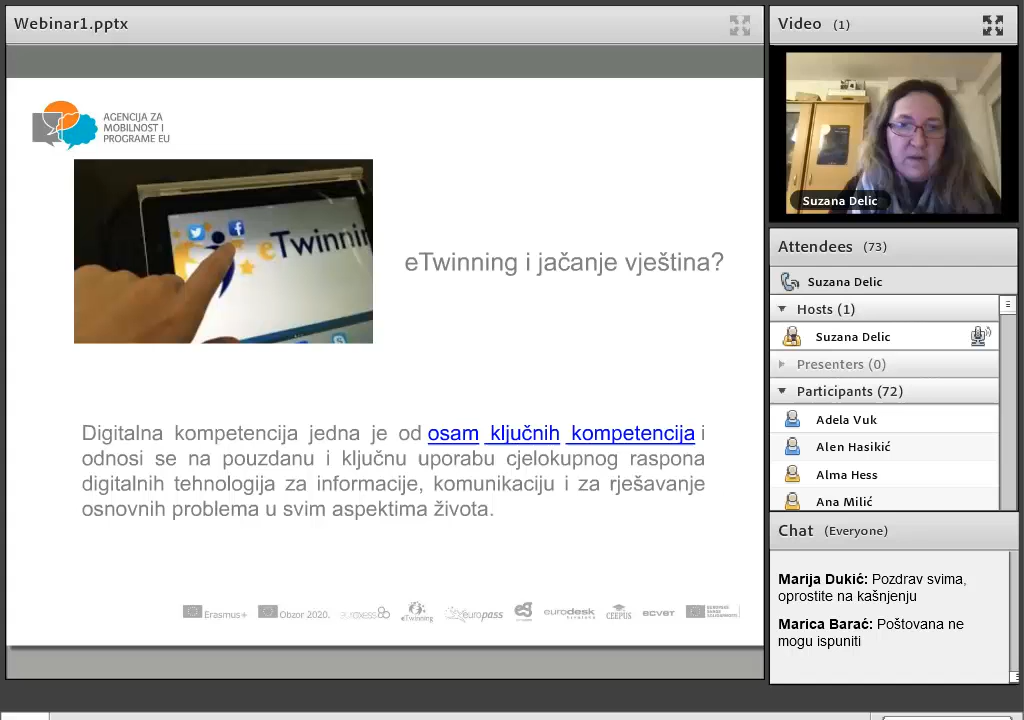 Webinar1.pptx
AGENCIJA ZA
MOBILNOST I
PROGRAME EU
eTwinnin
eTwinning i jačanje vještina?
Digitalna kompetencija jedna je od osam ključnih kompetencija i
odnosi se na pouzdanu i ključnu uporabu cjelokupnog raspona
digitalnih tehnologija za informacije, komunikaciju i za rješavanje
osnovnih problema u svim aspektima života.
Erasmus+
Obzor 2020.
euraxess
eTwinning
europass
eurodesk
CEEPUS
ECVET
Video (1)
Suzana Delic
Attendees (73)
Suzana Delic
Hosts (1)
Suzana Delic
Presenters (0)
Participants (72)
Adela Vuk
Alen Hasikić
Alma Hess
Ana Milić
Chat (Everyone)
Marija Dukić: Pozdrav svima,
oprostite na kašnjenju
Marica Barać: Poštovana ne
mogu ispuniti